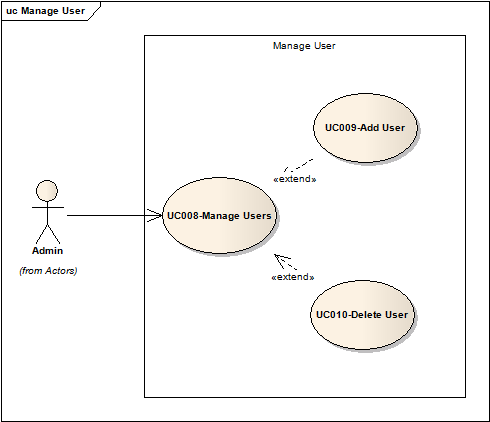 uc Manage User
Manage User
UC009-Add User
«extend»
UC008-Manage Users
Admin
(from Actors)
«extend»
UC010-Delete User